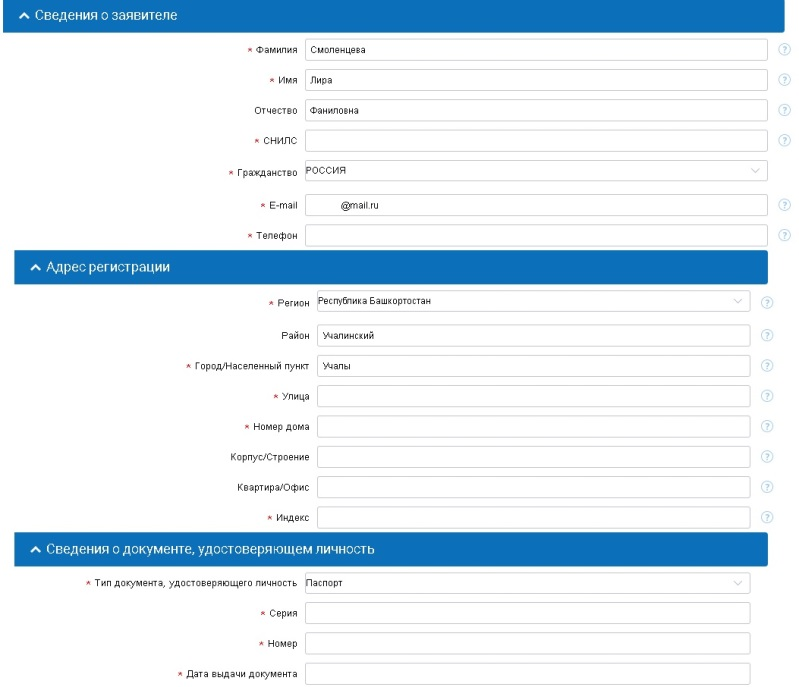 Сведения о заявителе
* Фамилия Смоленцева ?
* Имя Лира ?
Отчество Фаниловна ?
* СНИЛС ?
* Гражданство РОССИЯ
* E-mail @mail.ru ?
* Телефон ?
Адрес регистрации
* Регион Республика Башкортостан ?
Район Учалинский ?
* Город/Населенный пункт Учалы ?
* Улица ?
* Номер дома ?
Корпус/Строение ?
Квартира/Офис ?
* Индекс ?
Сведения о документе, удостоверяющем личность
* Тип документа, удостоверяющего личность Паспорт
* Серия
* Номер
* Дата выдачи документа